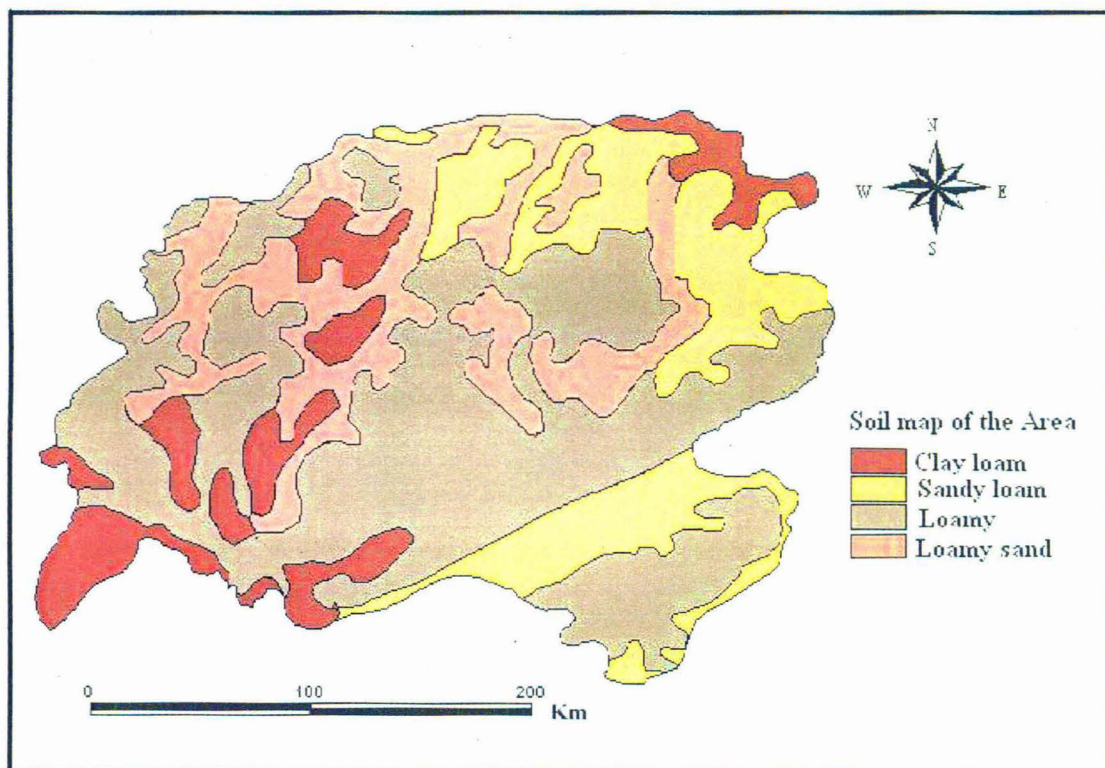 N
W E
S
Soil map of the Area
Clay loam
Sandy loam
Loamy
Loamy sand
0 100 200
Km